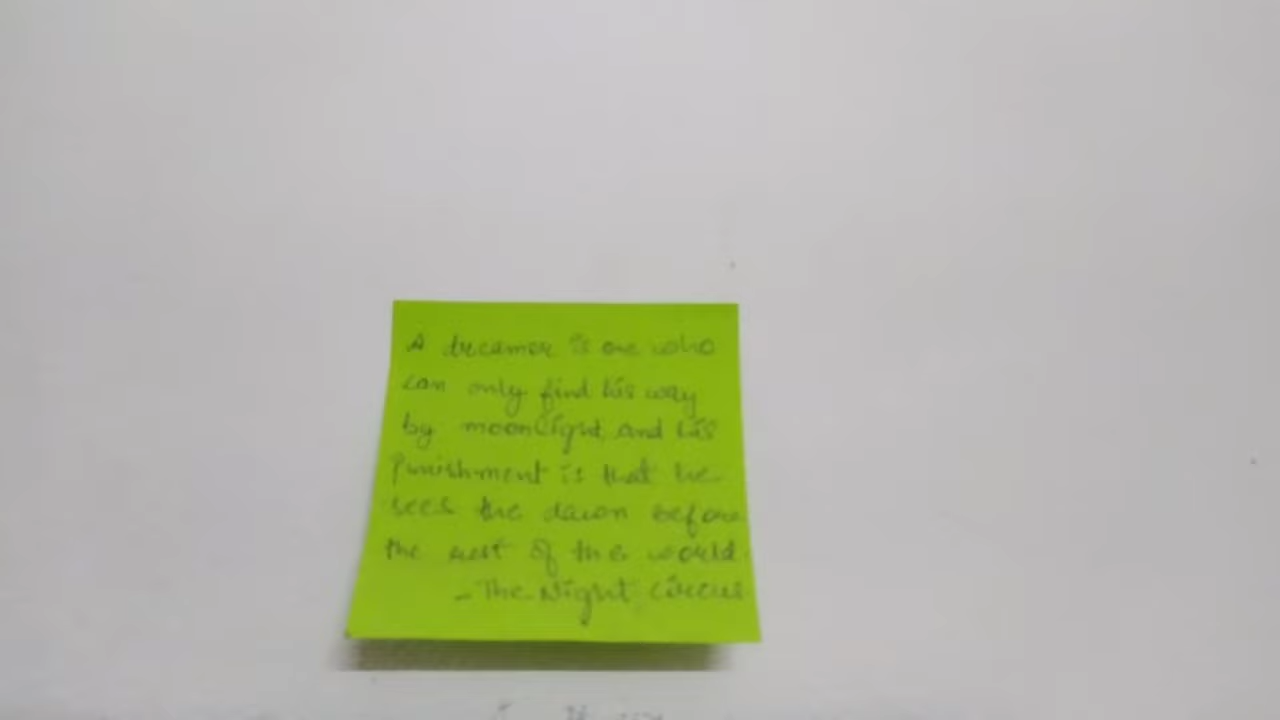 A dreamer is one who
can only find his way
by moonlight, and his
Punishment is that he
sees the dawn before
the rest of the world.
- The Night Circus